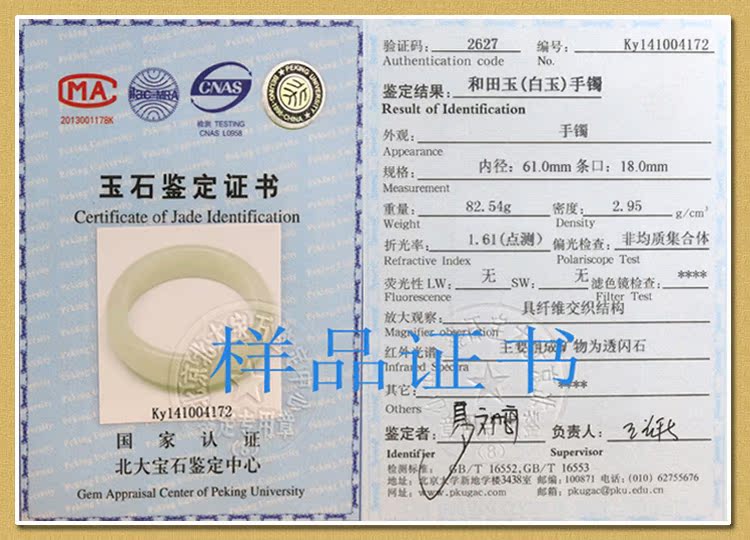 MA
2013001178K
ilac-MRA
CNAS
检测 TESTING
CNAS L0958
PEKING UNIVERSITY
玉石鉴定证书
Certificate of Jade Identification
Ky141004172
国家认证
北大宝石鉴定中心
Gem Appraisal Center of Peking University
验证码: 2627 编号: Ky141004172
Authentication code No.
鉴定结果: 和田玉(白玉)手镯
Result of Identification
外观: 手镯
Appearance
规格: 内径: 61.0mm 条口: 18.0mm
Measurement
重量: 82.54g 密度: 2.95 g/cm³
Weight Density
折光率: 1.61(点测) 偏光检查: 非均质集合体
Refractive Index Polariscope Test
荧光性 LW: 无 SW: 无 滤色镜检查: ****
Fluorescence Filter Test
放大观察: 具纤维交织结构
Magnifier observation
红外光谱: 主要组成矿物为透闪石
Infrared Spectra
其它: ****
Others
样品证书
鉴定者: 负责人:
Identifier Supervisor
检测标准: GB/T 16552,GB/T 16553
地址: 北京大学新地学楼3438室 邮编: 100871 电话: (010) 62755676
网址: www.pkugac.com 邮箱: pkugac@pku.edu.cn